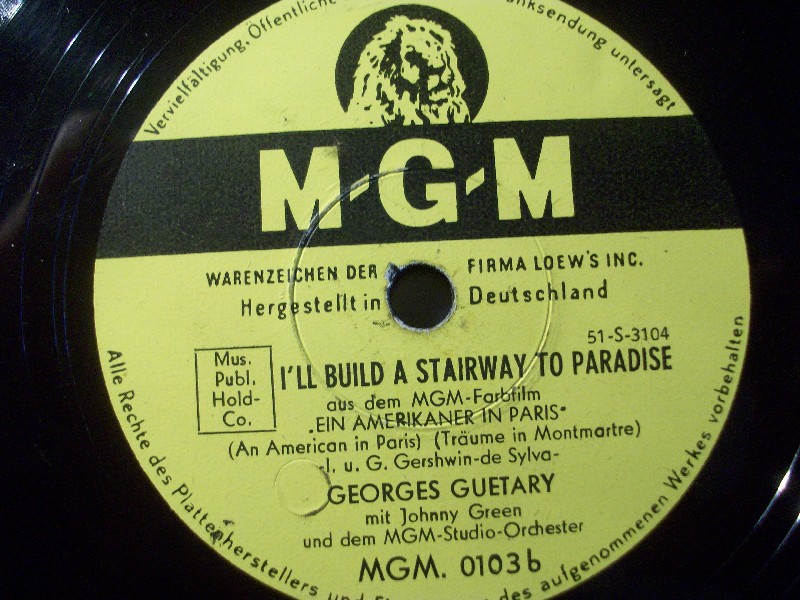 Vervielfältigung, Öffentliche
untersagt
M-G-M
WARENZEICHEN DER FIRMA LOEW'S INC.
Hergestellt in Deutschland
51-S-3104
Mus.
Publ.
Hold-
Co.
I'LL BUILD A STAIRWAY TO PARADISE
aus dem MGM-Farbfilm
„EIN AMERIKANER IN PARIS"
(An American in Paris) (Träume in Montmartre)
-I. u. G. Gershwin-de Sylva-
GEORGES GUETARY
mit Johnny Green
und dem MGM-Studio-Orchester
MGM. 0103 b
Alle Rechte des Plattenherstellers und
des aufgenommenen Werkes vorbehalten